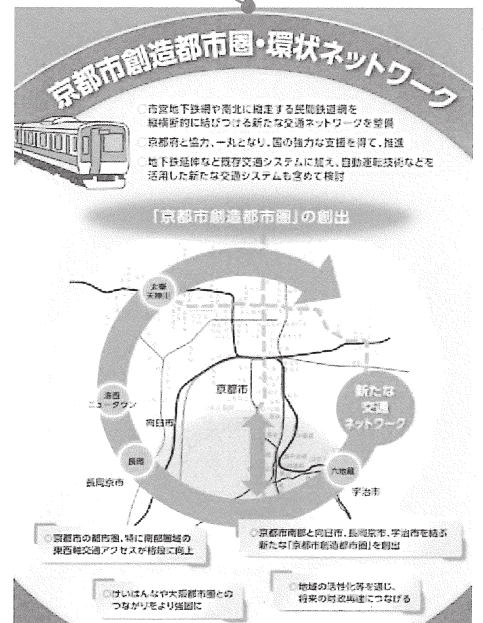 京都市創造都市圏・環状ネットワーク
○市営地下鉄網や南北に縦走する民間鉄道網を
縦横断的に結びつける新たな交通ネットワークを整備
○京都府と協力、一丸となり、国の強力な支援を得て、推進
○地下鉄延伸など既存交通システムに加え、自動運転技術などを
活用した新たな交通システムも含めて検討
「京都市創造都市圏」の創出
天神川
京都市
洛西
ニュータウン
向日市
新たな
交通
ネットワーク
長岡
長岡京市
六地蔵
宇治市
○京都市の都市圏、特に南部圏域の
東西軸交通アクセスが格段に向上
○京都市南部と向日市、長岡京市、宇治市を結ぶ
新たな「京都市創造都市圏」を創出
○けいはんなや大阪都市圏との
つながりをより強固に
○地域の活性化等を通じ、
将来の財政再建につなげる